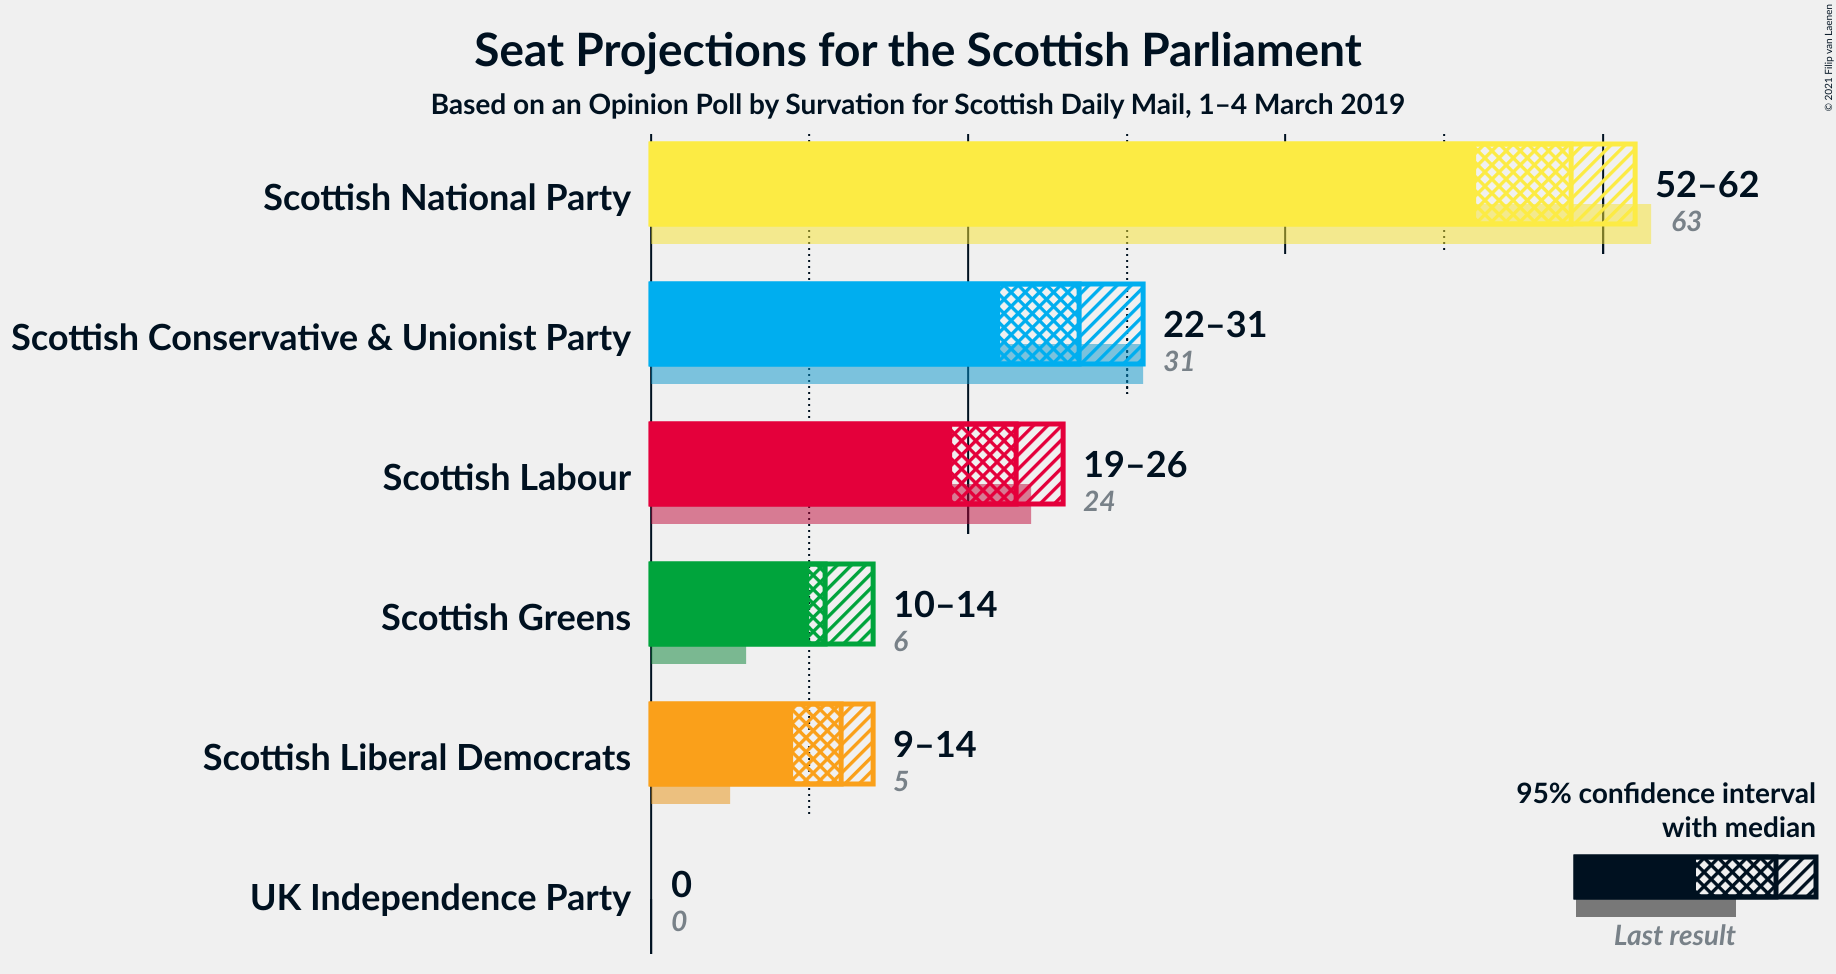 Seat Projections for the Scottish Parliament
Based on an Opinion Poll by Survation for Scottish Daily Mail, 1–4 March 2019
© 2021 Filip van Laenen
Scottish National Party
52–62
63
Scottish Conservative & Unionist Party
22–31
31
Scottish Labour
19–26
24
Scottish Greens
10–14
6
Scottish Liberal Democrats
9–14
5
UK Independence Party
0
0
95% confidence interval
with median
Last result